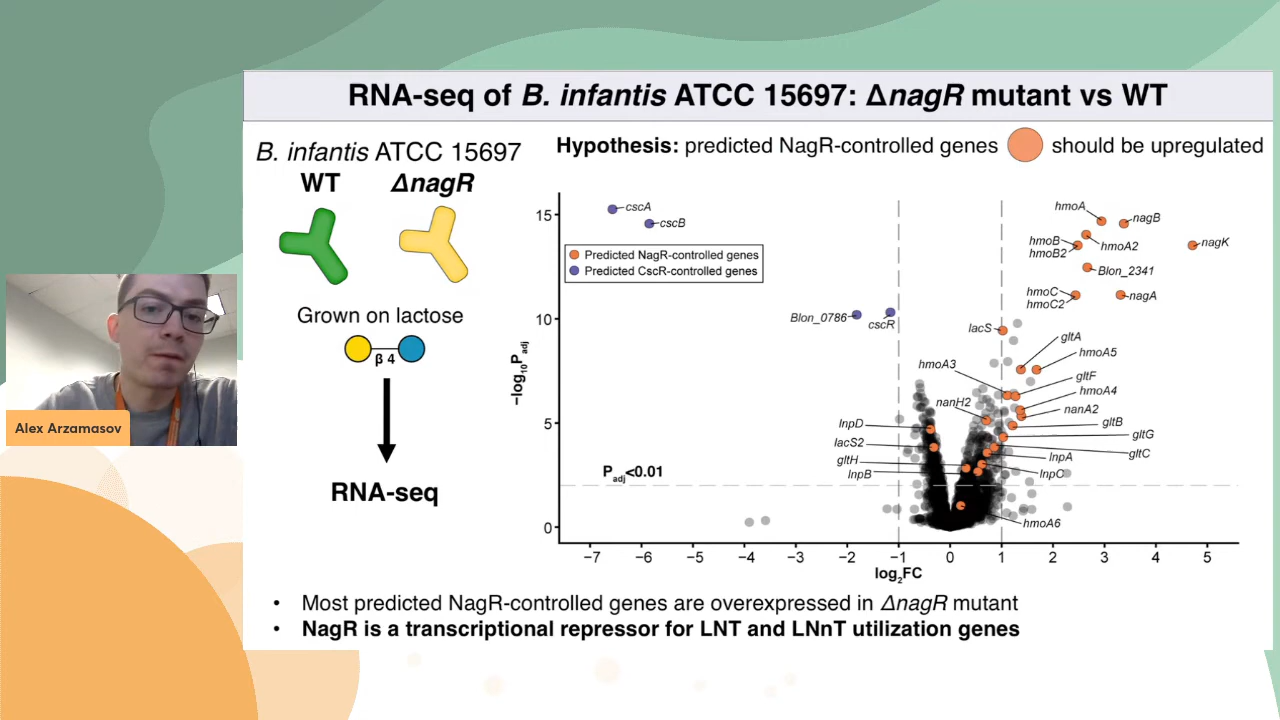 RNA-seq of B. infantis ATCC 15697: ΔnagR mutant vs WT
B. infantis ATCC 15697
WT ΔnagR
Grown on lactose
β 4
RNA-seq
Hypothesis: predicted NagR-controlled genes should be upregulated
cscA
cscB
Predicted NagR-controlled genes
Predicted CscR-controlled genes
Blon_0786
cscR
hmoA
nagB
hmoB
hmoB2
hmoA2
nagK
Blon_2341
hmoC
hmoC2
nagA
lacS
gltA
hmoA5
hmoA3
gltF
hmoA4
nanH2
nanA2
lnpD
gltB
lacS2
gltG
gltH
lnpA
gltC
lnpB
lnpC
hmoA6
Padj<0.01
−log10Padj
15
10
5
0
−7 −6 −5 −4 −3 −2 −1 0 1 2 3 4 5
log2FC
• Most predicted NagR-controlled genes are overexpressed in ΔnagR mutant
• NagR is a transcriptional repressor for LNT and LNnT utilization genes
Alex Arzamasov